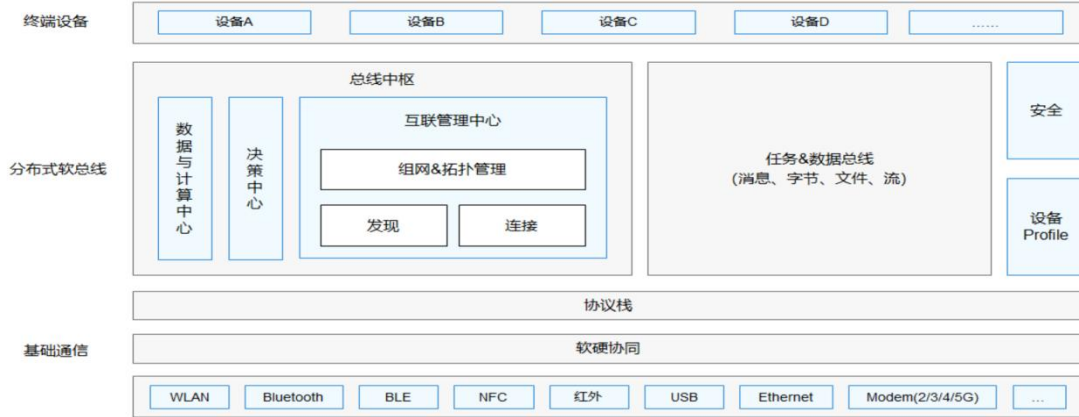 终端设备
设备A
设备B
设备C
设备D
……
分布式软总线
总线中枢
数据与计算中心
决策中心
互联管理中心
组网&拓扑管理
发现
连接
任务&数据总线
(消息、字节、文件、流)
安全
设备
Profile
基础通信
协议栈
软硬协同
WLAN
Bluetooth
BLE
NFC
红外
USB
Ethernet
Modem(2/3/4/5G)
...